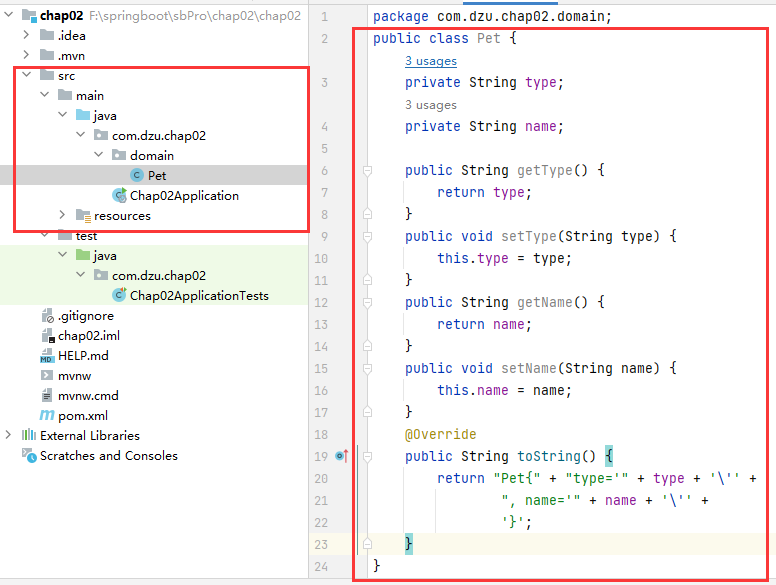 chap02 F:\springboot\sbPro\chap02\chap02
.idea
.mvn
src
main
java
com.dzu.chap02
domain
Pet
Chap02Application
resources
test
java
com.dzu.chap02
Chap02ApplicationTests
.gitignore
chap02.iml
HELP.md
mvnw
mvnw.cmd
pom.xml
External Libraries
Scratches and Consoles
1 package com.dzu.chap02.domain;
2 public class Pet {
3 usages
3 private String type;
3 usages
4 private String name;
5
6 public String getType() {
7 return type;
8 }
9 public void setType(String type) {
10 this.type = type;
11 }
12 public String getName() {
13 return name;
14 }
15 public void setName(String name) {
16 this.name = name;
17 }
18 @Override
19 public String toString() {
20 return "Pet{" + "type='" + type + '\'' +
21 ", name='" + name + '\'' +
22 '}';
23 }
24 }